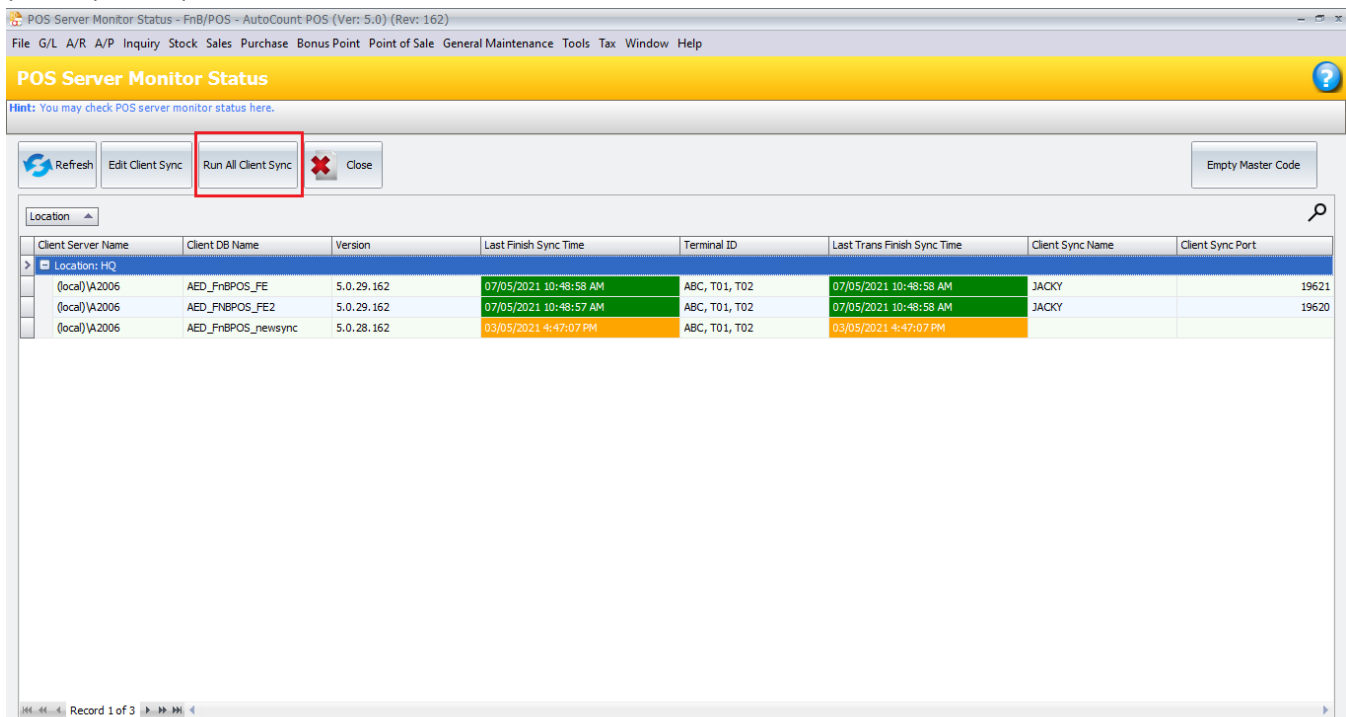 POS Server Monitor Status - FnB/POS - AutoCount POS (Ver: 5.0) (Rev: 162)
File G/L A/R A/P Inquiry Stock Sales Purchase Bonus Point Point of Sale General Maintenance Tools Tax Window Help
POS Server Monitor Status
Hint: You may check POS server monitor status here.
Refresh Edit Client Sync Run All Client Sync Close Empty Master Code
Location
Client Server Name Client DB Name Version Last Finish Sync Time Terminal ID Last Trans Finish Sync Time Client Sync Name Client Sync Port
Location: HQ
(local)\A2006 AED_FnBPOS_FE 5.0.29.162 07/05/2021 10:48:58 AM ABC, T01, T02 07/05/2021 10:48:58 AM JACKY 19621
(local)\A2006 AED_FNBPOS_FE2 5.0.29.162 07/05/2021 10:48:57 AM ABC, T01, T02 07/05/2021 10:48:58 AM JACKY 19620
(local)\A2006 AED_FnBPOS_newsync 5.0.28.162 03/05/2021 4:47:07 PM ABC, T01, T02 03/05/2021 4:47:07 PM
Record 1 of 3